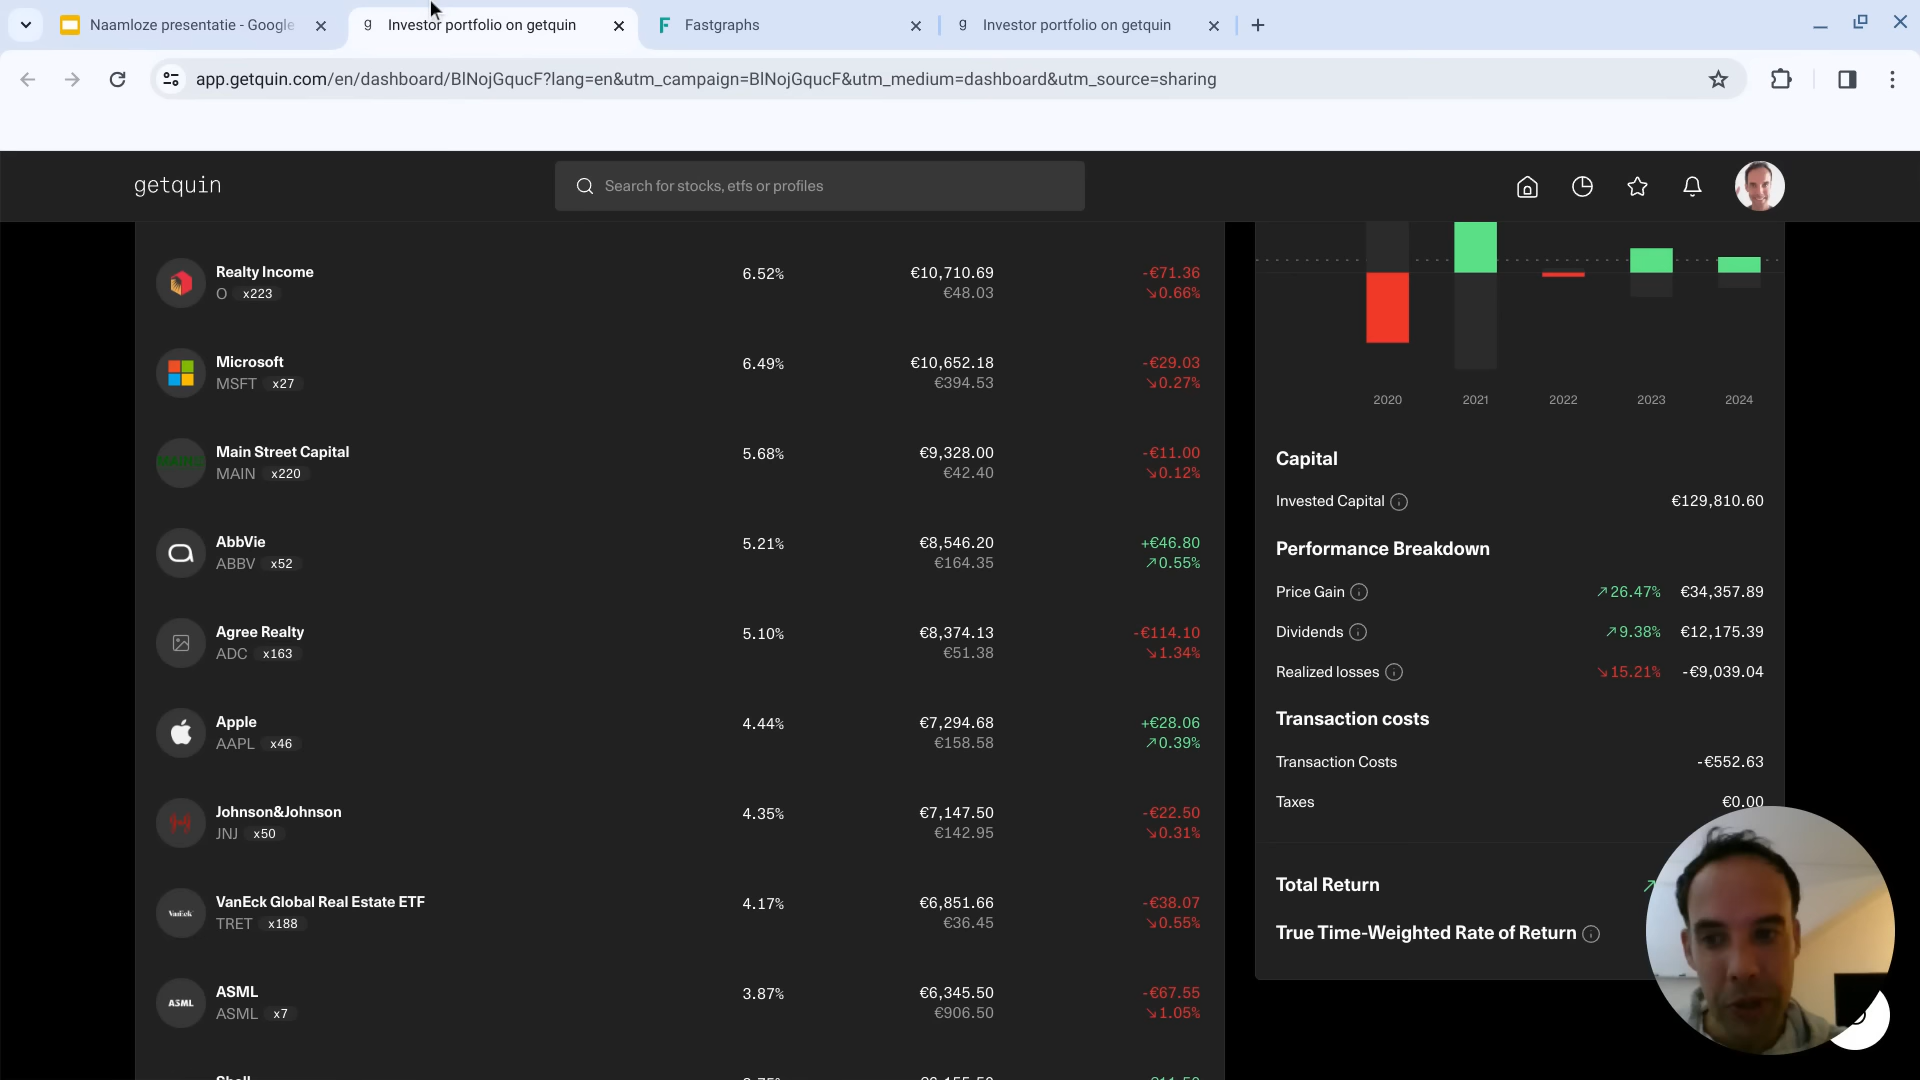 Naamloze presentatie - Google
Investor portfolio on getquin
Fastgraphs
Investor portfolio on getquin
app.getquin.com/en/dashboard/BlNojGqucF?lang=en&utm_campaign=BlNojGqucF&utm_medium=dashboard&utm_source=sharing
getquin
Search for stocks, etfs or profiles
Realty Income 6.52% €10,710.69 -€71.36
O x223 €48.03 ↘0.66%
Microsoft 6.49% €10,652.18 -€29.03
MSFT x27 €394.53 ↘0.27%
Main Street Capital 5.68% €9,328.00 -€11.00
MAIN x220 €42.40 ↘0.12%
AbbVie 5.21% €8,546.20 +€46.80
ABBV x52 €164.35 ↗0.55%
Agree Realty 5.10% €8,374.13 -€114.10
ADC x163 €51.38 ↘1.34%
Apple 4.44% €7,294.68 +€28.06
AAPL x46 €158.58 ↗0.39%
Johnson&Johnson 4.35% €7,147.50 -€22.50
JNJ x50 €142.95 ↘0.31%
VanEck
VanEck Global Real Estate ETF 4.17% €6,851.66 -€38.07
TRET x188 €36.45 ↘0.55%
ASML
ASML 3.87% €6,345.50 -€67.55
ASML x7 €906.50 ↘1.05%
2020 2021 2022 2023 2024
Capital
Invested Capital €129,810.60
Performance Breakdown
Price Gain ↗26.47% €34,357.89
Dividends ↗9.38% €12,175.39
Realized losses ↘15.21% -€9,039.04
Transaction costs
Transaction Costs -€552.63
Taxes €0.00
Total Return
True Time-Weighted Rate of Return